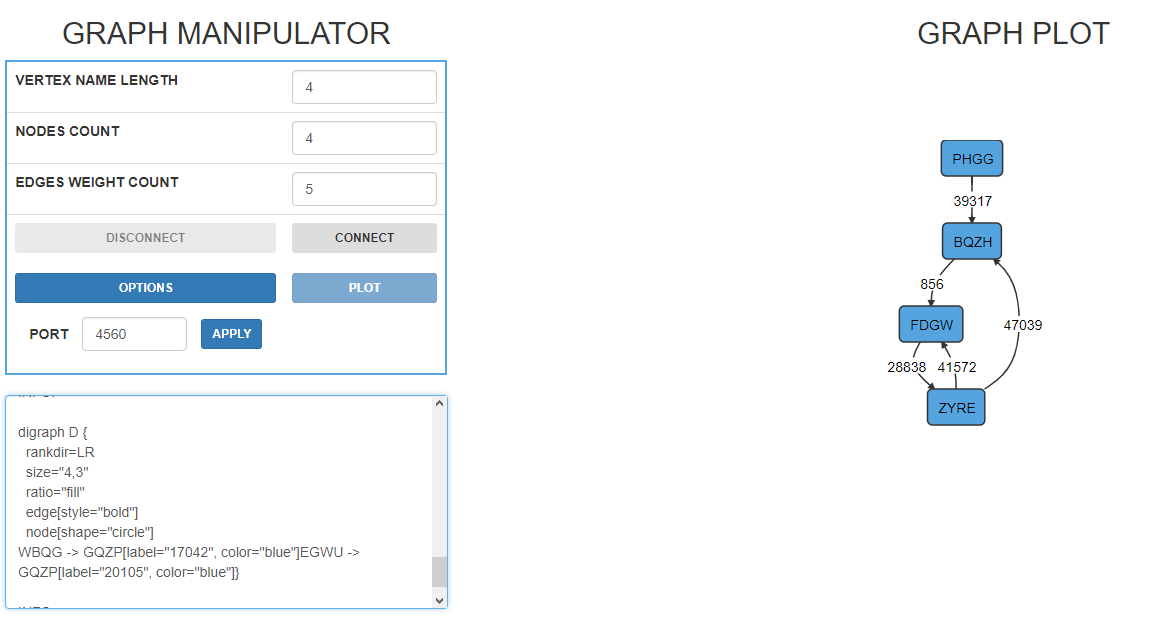 GRAPH MANIPULATOR
VERTEX NAME LENGTH
4
NODES COUNT
4
EDGES WEIGHT COUNT
5
DISCONNECT
CONNECT
OPTIONS
PLOT
PORT
4560
APPLY
digraph D {
rankdir=LR
size="4,3"
ratio="fill"
edge[style="bold"]
node[shape="circle"]
WBQG -> GQZP[label="17042", color="blue"]EGWU ->
GQZP[label="20105", color="blue"]}
GRAPH PLOT
PHGG
39317
BQZH
856
FDGW
47039
28838
41572
ZYRE